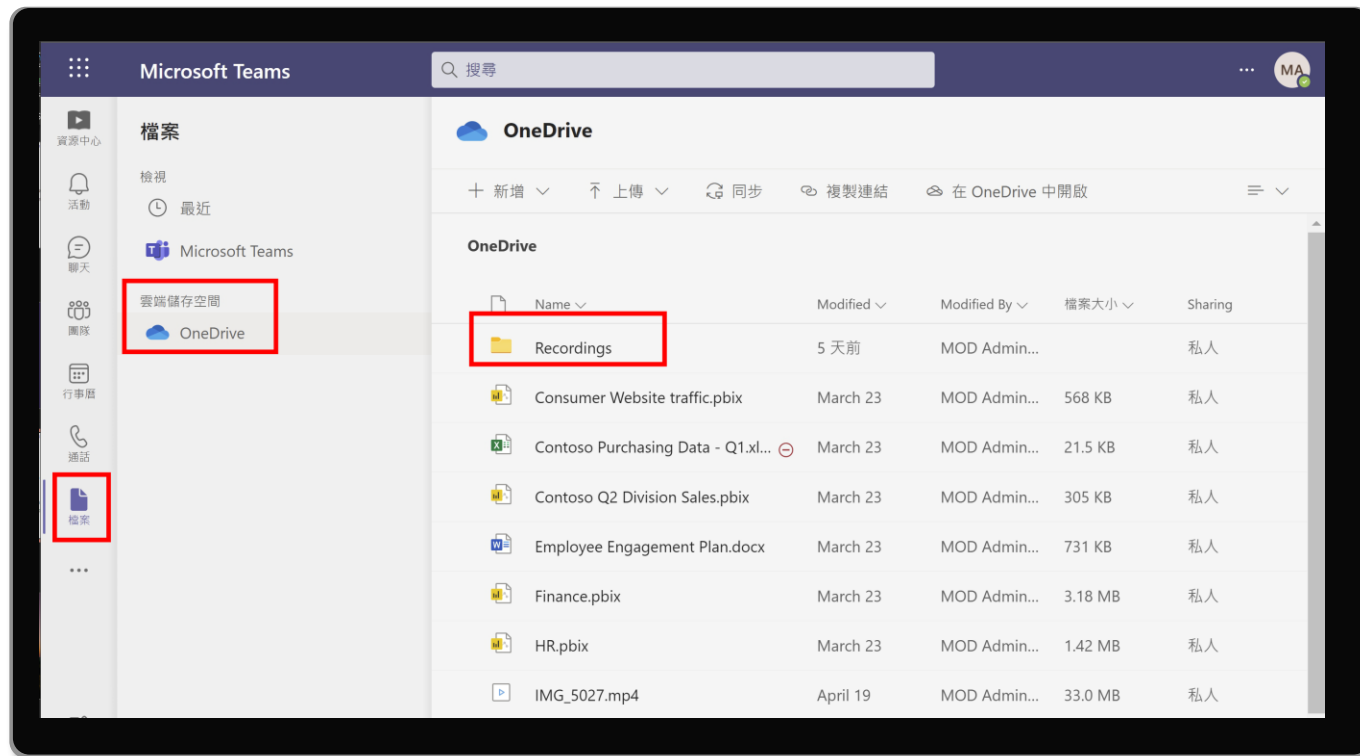 Microsoft Teams
搜尋
MA
資源中心
活動
聊天
團隊
行事曆
通話
檔案
檔案
檢視
最近
Microsoft Teams
雲端儲存空間
OneDrive
OneDrive
新增 上傳 同步 複製連結 在 OneDrive 中開啟
OneDrive
Name Modified Modified By 檔案大小 Sharing
Recordings 5 天前 MOD Admin... 私人
Consumer Website traffic.pbix March 23 MOD Admin... 568 KB 私人
Contoso Purchasing Data - Q1.xl... March 23 MOD Admin... 21.5 KB 私人
Contoso Q2 Division Sales.pbix March 23 MOD Admin... 305 KB 私人
Employee Engagement Plan.docx March 23 MOD Admin... 731 KB 私人
Finance.pbix March 23 MOD Admin... 3.18 MB 私人
HR.pbix March 23 MOD Admin... 1.42 MB 私人
IMG_5027.mp4 April 19 MOD Admin... 33.0 MB 私人